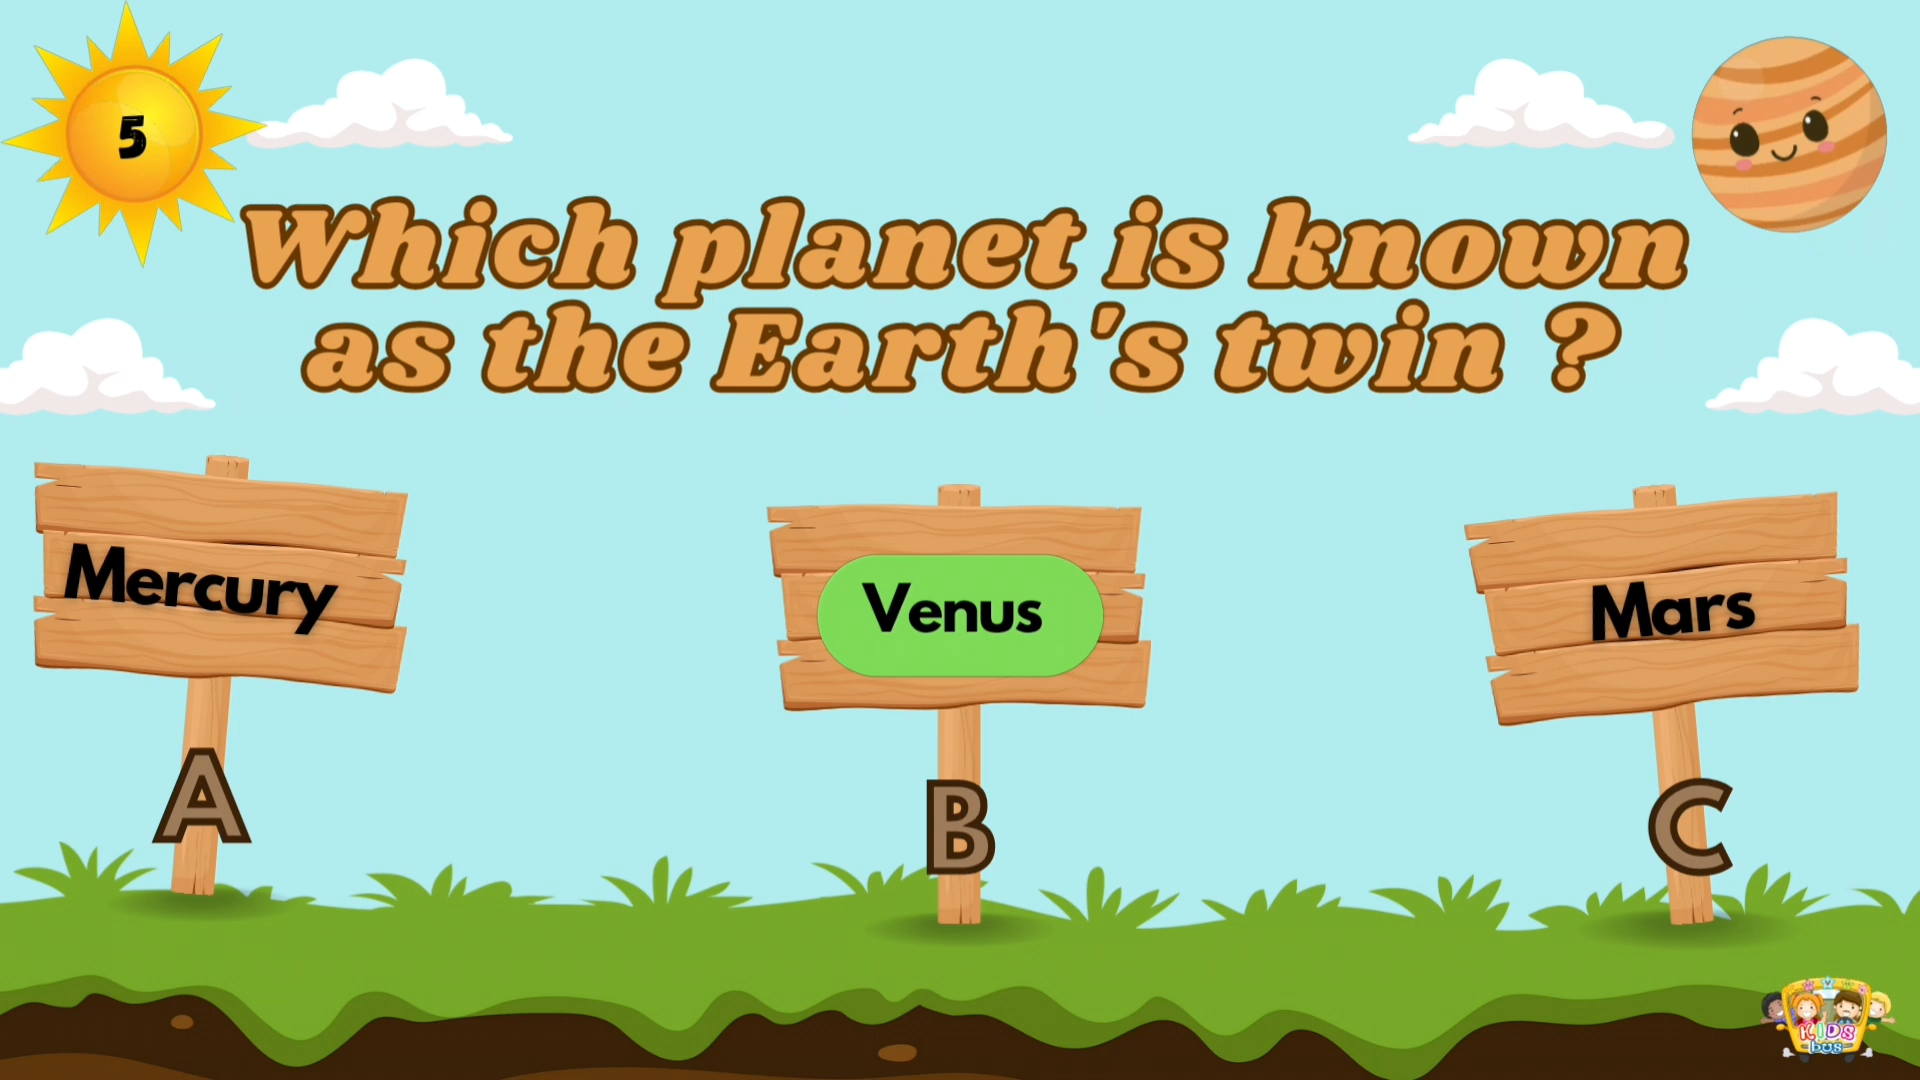 5
Which planet is known
as the Earth's twin ?
Mercury
Venus
Mars
A
B
C
KIDS
bus